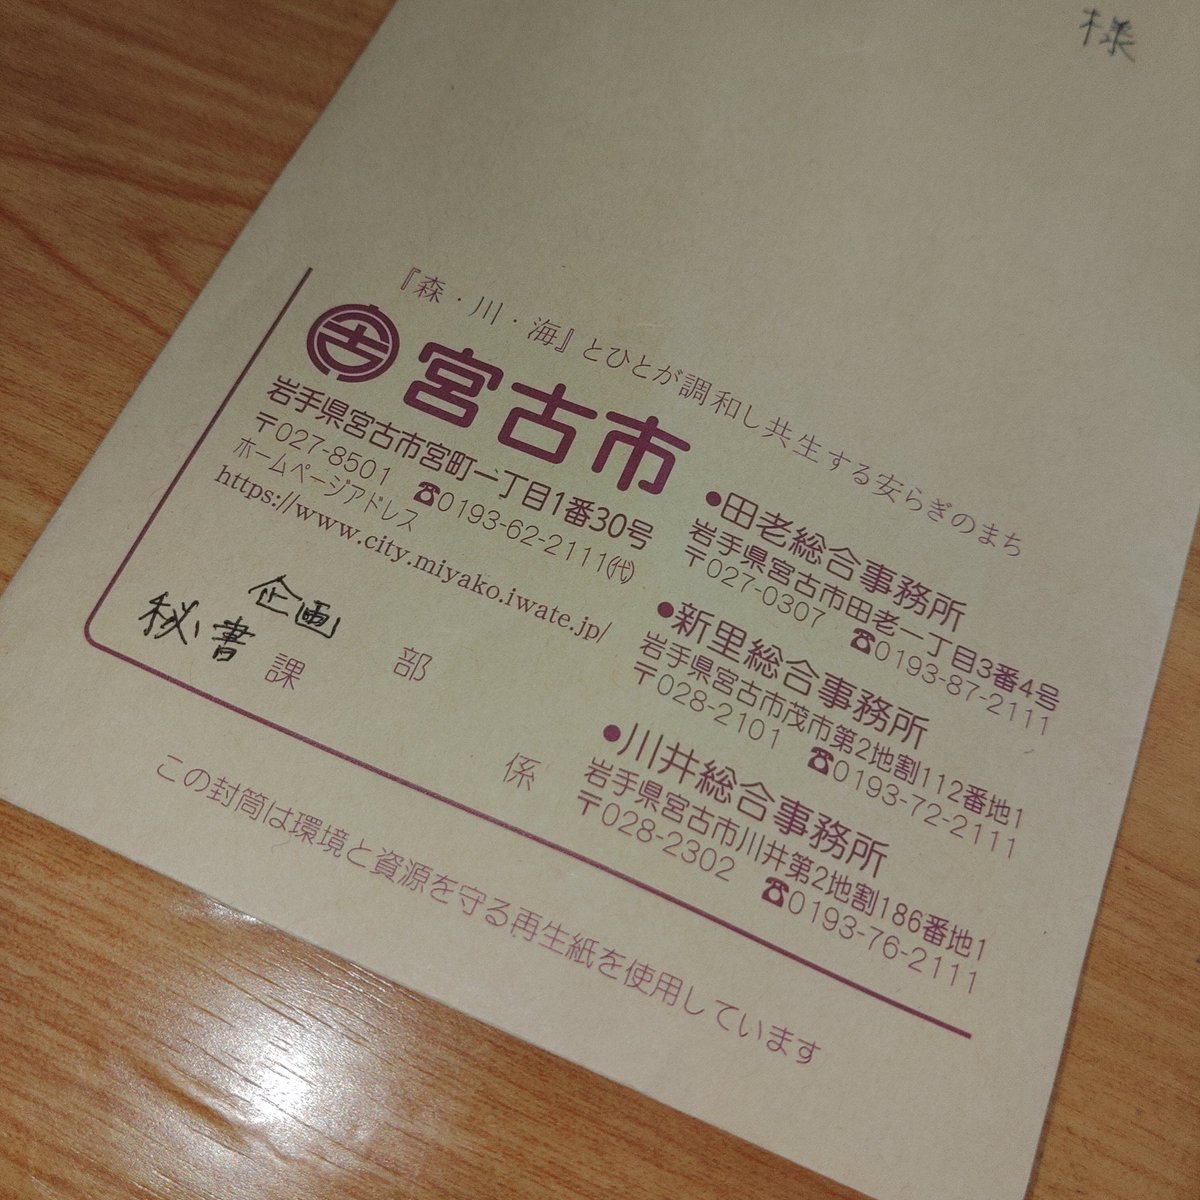 様
『森・川・海』とひとが調和し共生する安らぎのまち
宮古市
岩手県宮古市宮町一丁目1番30号
〒027-8501 ☎0193-62-2111㈹
ホームページアドレス
https://www.city.miyako.iwate.jp/
企画 部
秘書 課
係
●田老総合事務所
岩手県宮古市田老一丁目3番4号
〒027-0307 ☎0193-87-2111
●新里総合事務所
岩手県宮古市茂市第2地割112番地1
〒028-2101 ☎0193-72-2111
●川井総合事務所
岩手県宮古市川井第2地割186番地1
〒028-2302 ☎0193-76-2111
この封筒は環境と資源を守る再生紙を使用しています